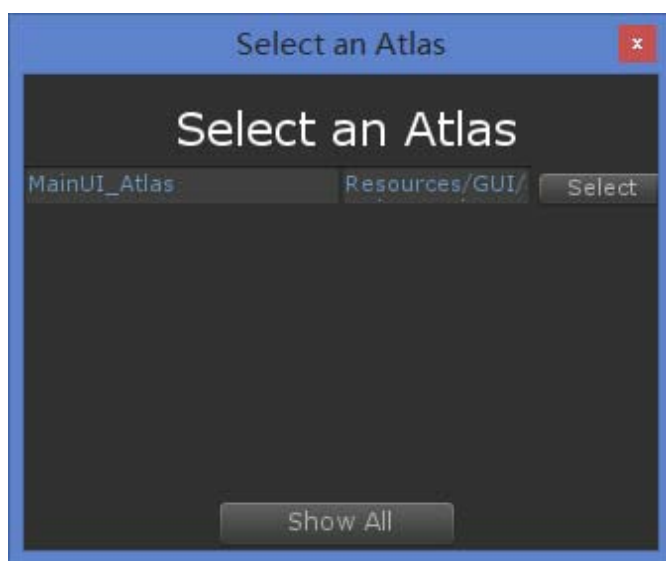 Select an Atlas
x
Select an Atlas
MainUI_Atlas Resources/GUI/ Select
Show All